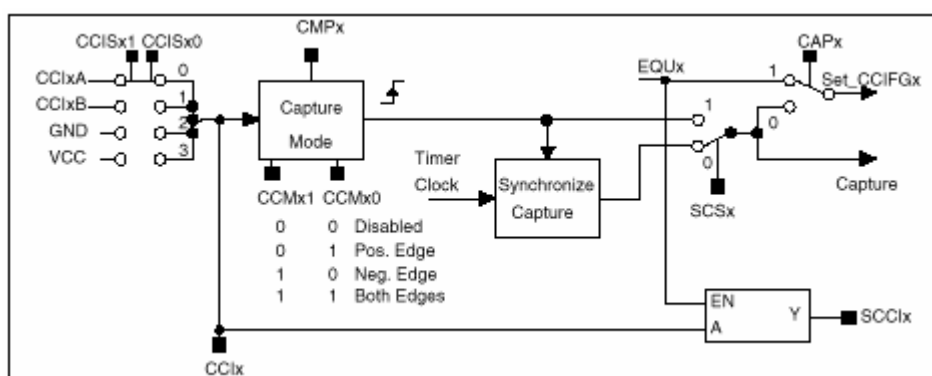 CCISx1 CCISx0
CMPx
CAPx
CCIxA 0
CCIxB 1
GND 2
VCC 3
Capture
Mode
EQUx
1
Set_CCIFGx
1
0
0
Timer
Clock
Synchronize
Capture
Capture
SCSx
CCMx1 CCMx0
0 0 Disabled
0 1 Pos. Edge
1 0 Neg. Edge
1 1 Both Edges
EN
A
Y
SCCIx
CCIx